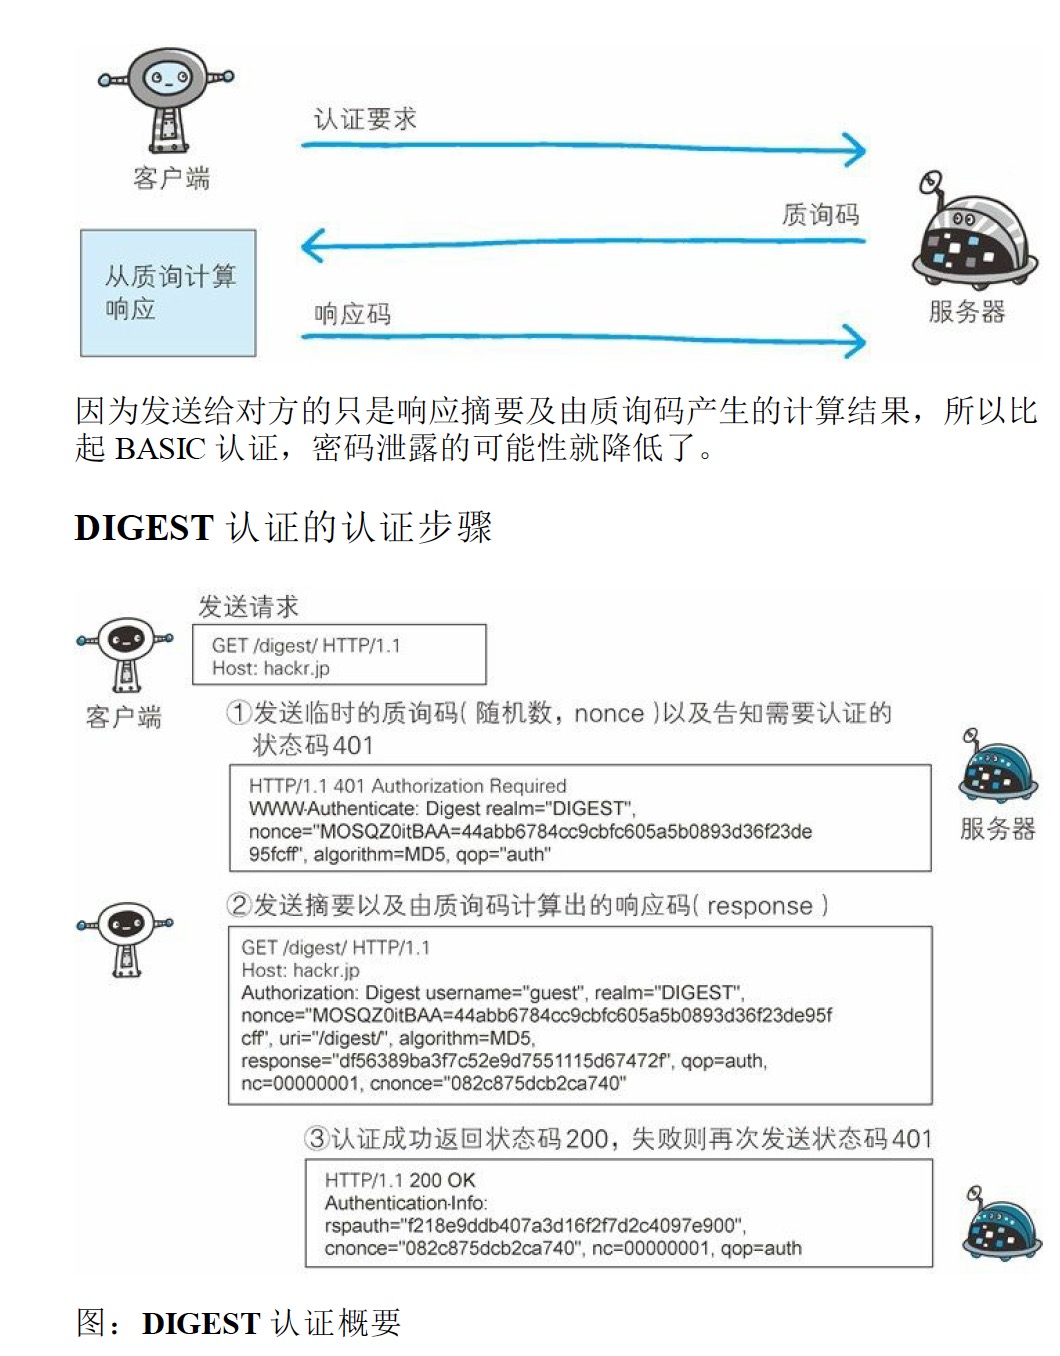 认证要求
客户端
质询码
从质询计算
响应
响应码
服务器
因为发送给对方的只是响应摘要及由质询码产生的计算结果，所以比
起 BASIC 认证，密码泄露的可能性就降低了。
DIGEST 认证的认证步骤
发送请求
GET /digest/ HTTP/1.1
Host: hackr.jp
客户端
①发送临时的质询码(随机数，nonce)以及告知需要认证的
状态码401
HTTP/1.1 401 Authorization Required
WWW-Authenticate: Digest realm="DIGEST",
nonce="MOSQZ0itBAA=44abb6784cc9cbfc605a5b0893d36f23de
95fcff", algorithm=MD5, qop="auth"
服务器
②发送摘要以及由质询码计算出的响应码(response)
GET /digest/ HTTP/1.1
Host: hackr.jp
Authorization: Digest username="guest", realm="DIGEST",
nonce="MOSQZ0itBAA=44abb6784cc9cbfc605a5b0893d36f23de95f
cff", uri="/digest/", algorithm=MD5,
response="df56389ba3f7c52e9d7551115d67472f", qop=auth,
nc=00000001, cnonce="082c875dcb2ca740"
③认证成功返回状态码200，失败则再次发送状态码401
HTTP/1.1 200 OK
Authentication-Info:
rspauth="f218e9ddb407a3d16f2f7d2c4097e900",
cnonce="082c875dcb2ca740", nc=00000001, qop=auth
图：DIGEST 认证概要